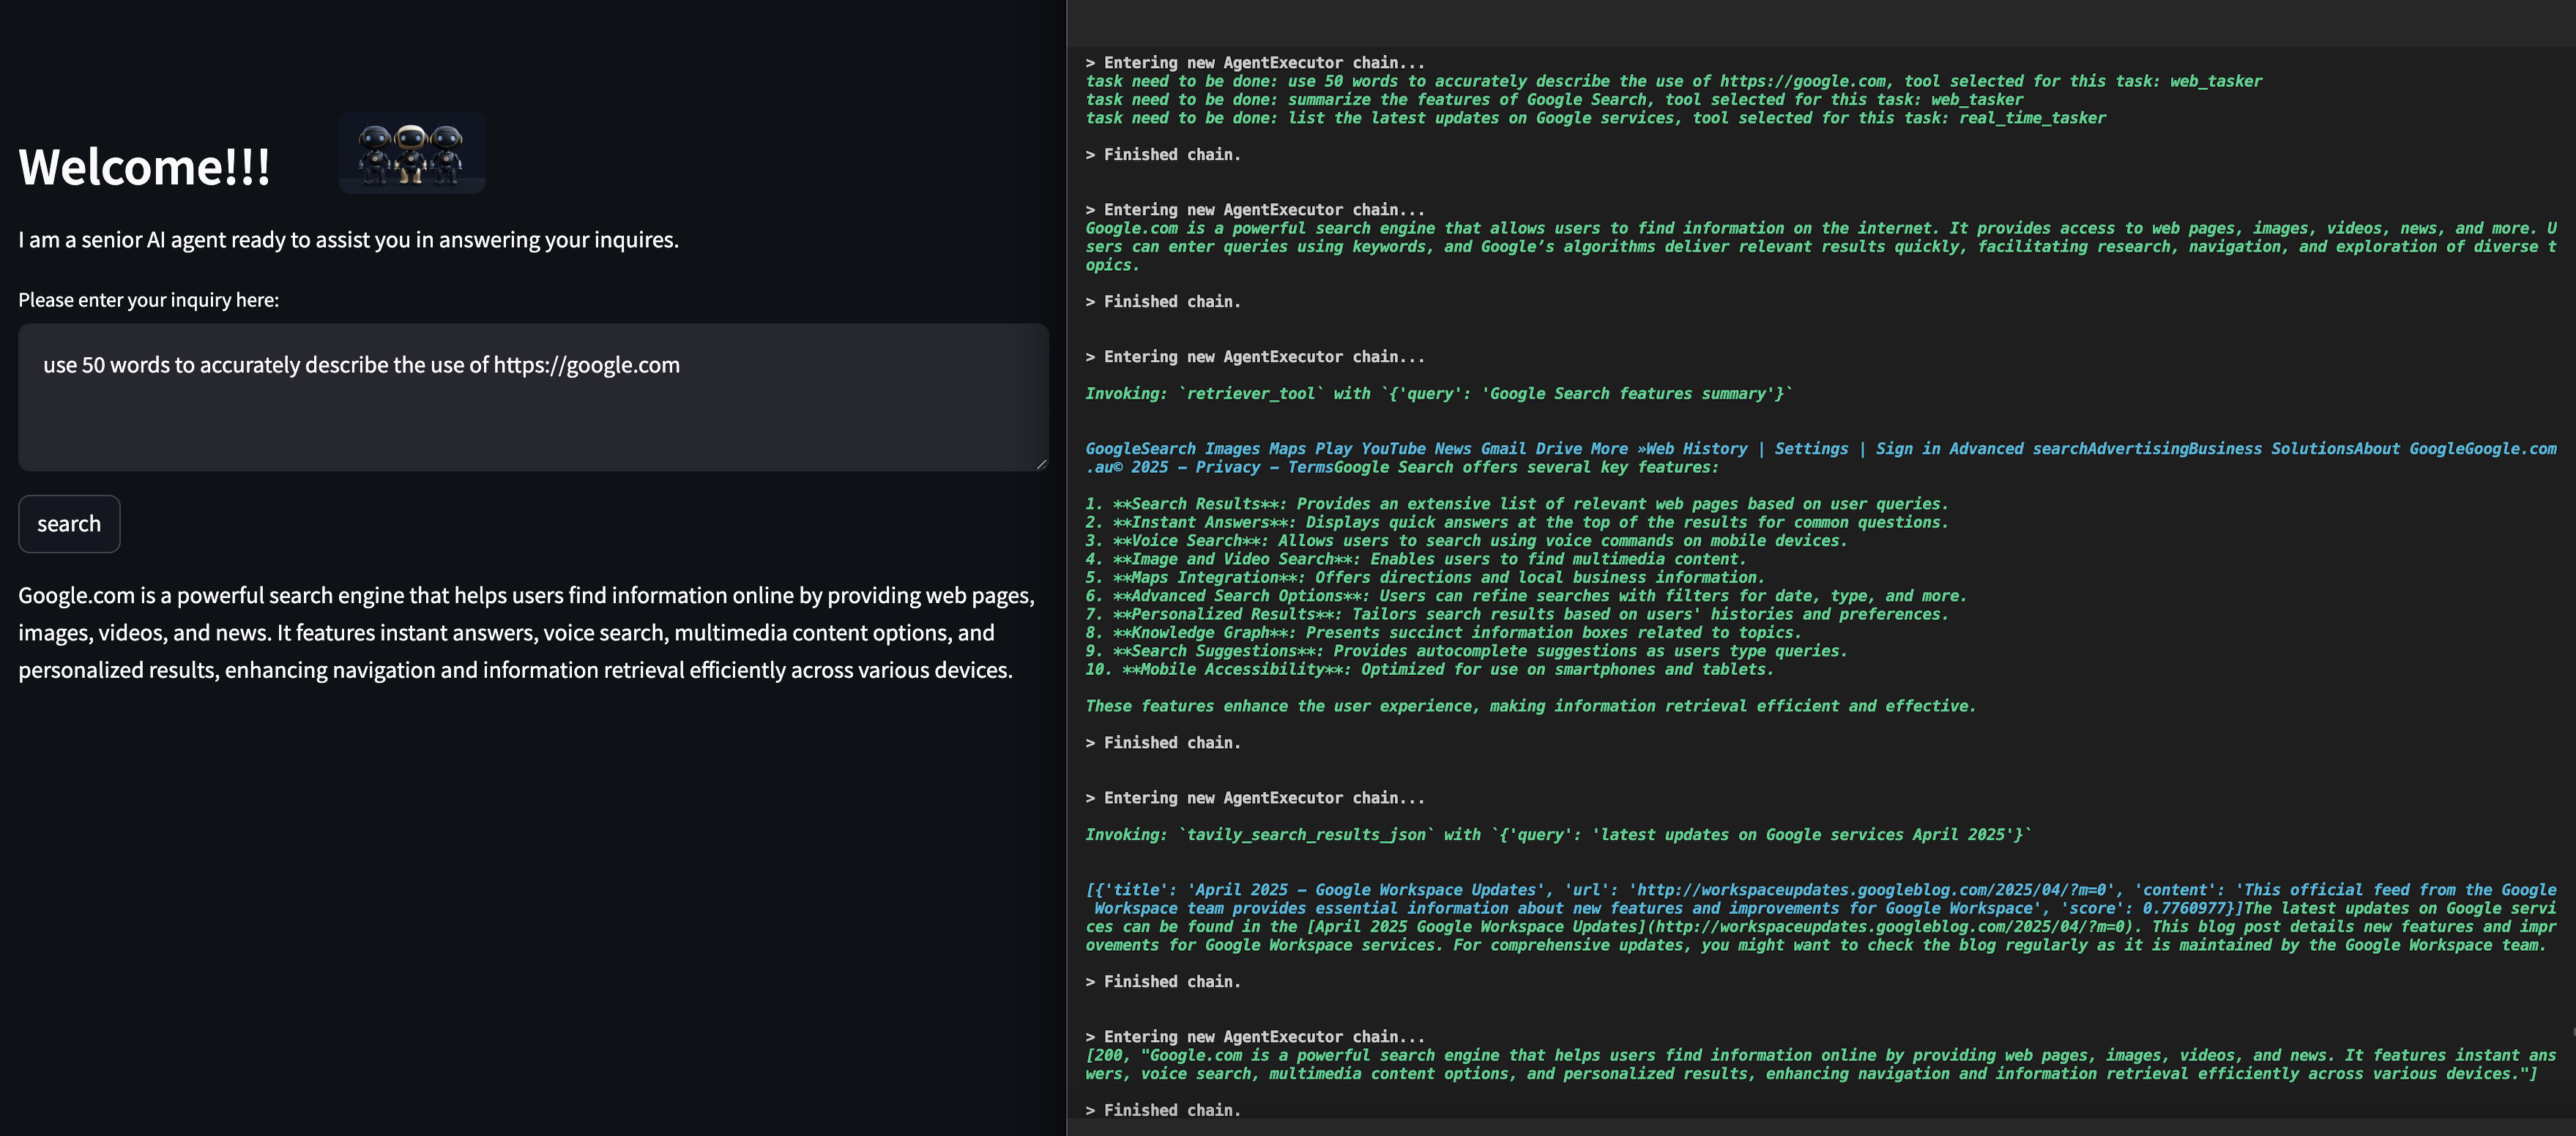 Welcome!!!
I am a senior AI agent ready to assist you in answering your inquires.
Please enter your inquiry here:
use 50 words to accurately describe the use of https://google.com
search
Google.com is a powerful search engine that helps users find information online by providing web pages,
images, videos, and news. It features instant answers, voice search, multimedia content options, and
personalized results, enhancing navigation and information retrieval efficiently across various devices.
> Entering new AgentExecutor chain...
task need to be done: use 50 words to accurately describe the use of https://google.com, tool selected for this task: web_tasker
task need to be done: summarize the features of Google Search, tool selected for this task: web_tasker
task need to be done: list the latest updates on Google services, tool selected for this task: real_time_tasker
> Finished chain.
> Entering new AgentExecutor chain...
Google.com is a powerful search engine that allows users to find information on the internet. It provides access to web pages, images, videos, news, and more. U
sers can enter queries using keywords, and Google’s algorithms deliver relevant results quickly, facilitating research, navigation, and exploration of diverse t
opics.
> Finished chain.
> Entering new AgentExecutor chain...
Invoking: `retriever_tool` with `{'query': 'Google Search features summary'}`
GoogleSearch Images Maps Play YouTube News Gmail Drive More »Web History | Settings | Sign in Advanced searchAdvertisingBusiness SolutionsAbout GoogleGoogle.com
.au© 2025 - Privacy - TermsGoogle Search offers several key features:
1. **Search Results**: Provides an extensive list of relevant web pages based on user queries.
2. **Instant Answers**: Displays quick answers at the top of the results for common questions.
3. **Voice Search**: Allows users to search using voice commands on mobile devices.
4. **Image and Video Search**: Enables users to find multimedia content.
5. **Maps Integration**: Offers directions and local business information.
6. **Advanced Search Options**: Users can refine searches with filters for date, type, and more.
7. **Personalized Results**: Tailors search results based on users' histories and preferences.
8. **Knowledge Graph**: Presents succinct information boxes related to topics.
9. **Search Suggestions**: Provides autocomplete suggestions as users type queries.
10. **Mobile Accessibility**: Optimized for use on smartphones and tablets.
These features enhance the user experience, making information retrieval efficient and effective.
> Finished chain.
> Entering new AgentExecutor chain...
Invoking: `tavily_search_results_json` with `{'query': 'latest updates on Google services April 2025'}`
[{'title': 'April 2025 - Google Workspace Updates', 'url': 'http://workspaceupdates.googleblog.com/2025/04/?m=0', 'content': 'This official feed from the Google
Workspace team provides essential information about new features and improvements for Google Workspace', 'score': 0.7760977}]The latest updates on Google servi
ces can be found in the [April 2025 Google Workspace Updates](http://workspaceupdates.googleblog.com/2025/04/?m=0). This blog post details new features and impr
ovements for Google Workspace services. For comprehensive updates, you might want to check the blog regularly as it is maintained by the Google Workspace team.
> Finished chain.
> Entering new AgentExecutor chain...
[200, "Google.com is a powerful search engine that helps users find information online by providing web pages, images, videos, and news. It features instant ans
wers, voice search, multimedia content options, and personalized results, enhancing navigation and information retrieval efficiently across various devices."]
> Finished chain.